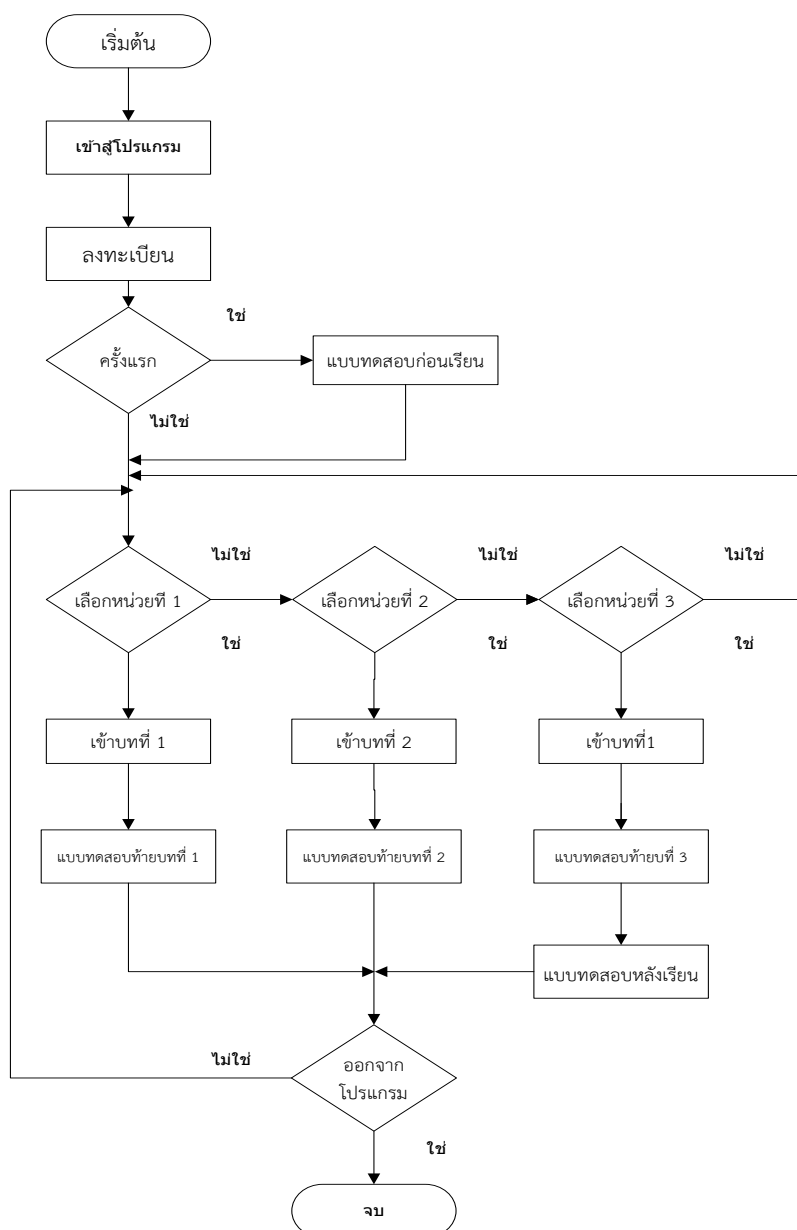 เริ่มต้น
เข้าสู่โปรแกรม
ลงทะเบียน
ใช่
ครั้งแรก
แบบทดสอบก่อนเรียน
ไม่ใช่
ไม่ใช่
ไม่ใช่
ไม่ใช่
เลือกหน่วยที 1
เลือกหน่วยที่ 2
เลือกหน่วยที่ 3
ใช่
ใช่
ใช่
เข้าบทที่ 1
เข้าบทที่ 2
เข้าบทที่1
แบบทดสอบท้ายบทที่ 1
แบบทดสอบท้ายบทที่ 2
แบบทดสอบท้ายบที่ 3
แบบทดสอบหลังเรียน
ไม่ใช่
ออกจาก
โปรแกรม
ใช่
จบ